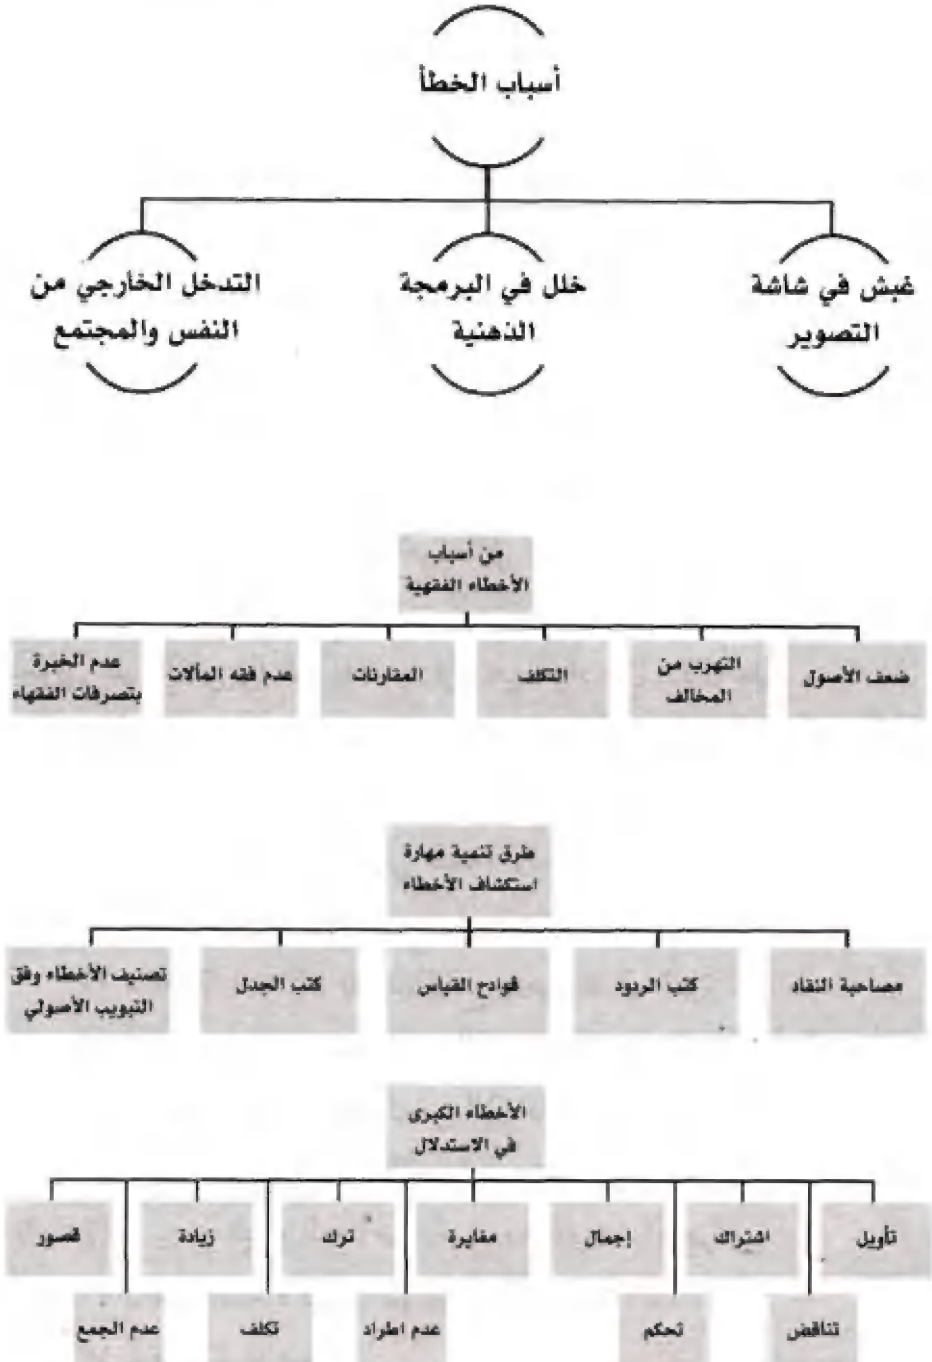 أسباب الخطأ
غبش في شاشة
التصوير
خلل في البرمجة
الذهنية
التدخل الخارجي من
النفس والمجتمع
من أسباب
الأخطاء الفقهية
ضعف الأصول
التهرب من
المخالف
التكلف
المقارنات
عدم فقه المآلات
عدم الخبرة
بتصرفات الفقهاء
طرق تنمية مهارة
استكشاف الأخطاء
مصاحبة النقاد
كتب الردود
قوادح القياس
كتب الجدل
تصنيف الأخطاء وفق
التبويب الأصولي
الأخطاء الكبرى
في الاستدلال
تأويل
اشتراك
إجمال
مغايرة
ترك
زيادة
قصور
تناقض
تحكم
عدم اطراد
تكلف
عدم الجمع